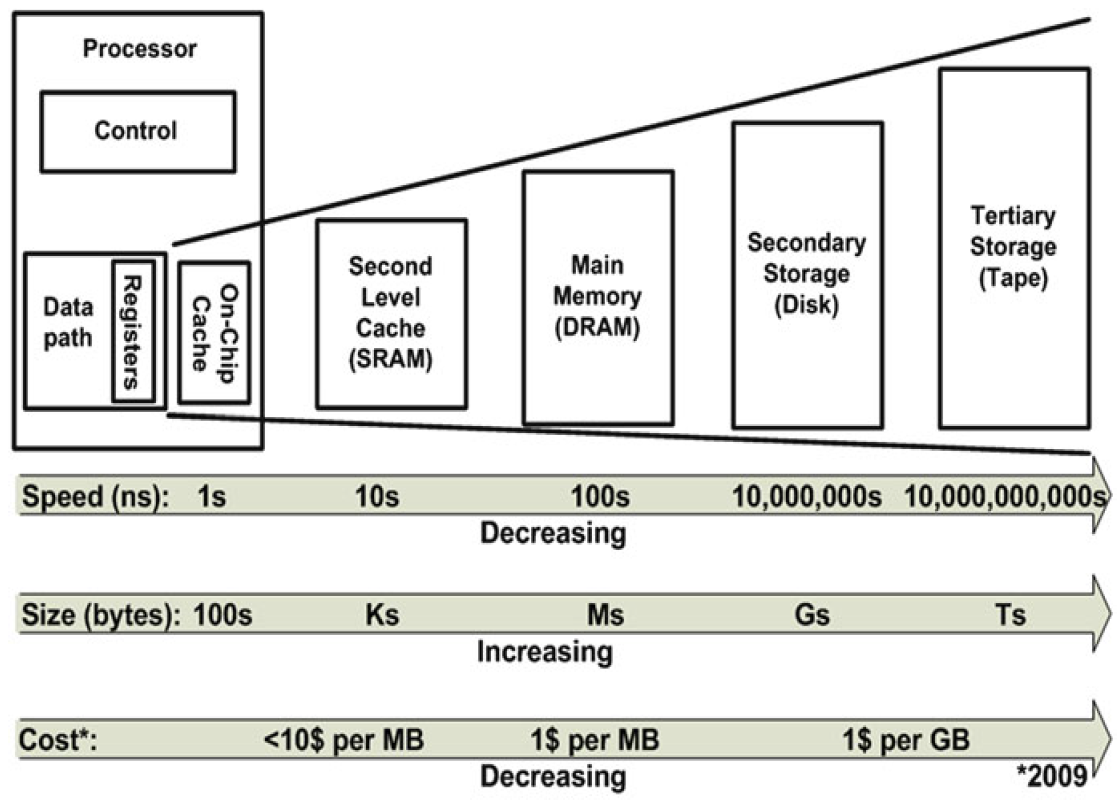 Processor
Control
Data
path
Registers
On-Chip
Cache
Second
Level
Cache
(SRAM)
Main
Memory
(DRAM)
Secondary
Storage
(Disk)
Tertiary
Storage
(Tape)
Speed (ns): 1s 10s 100s 10,000,000s 10,000,000,000s
Decreasing
Size (bytes): 100s Ks Ms Gs Ts
Increasing
Cost*: <10$ per MB 1$ per MB 1$ per GB
Decreasing *2009